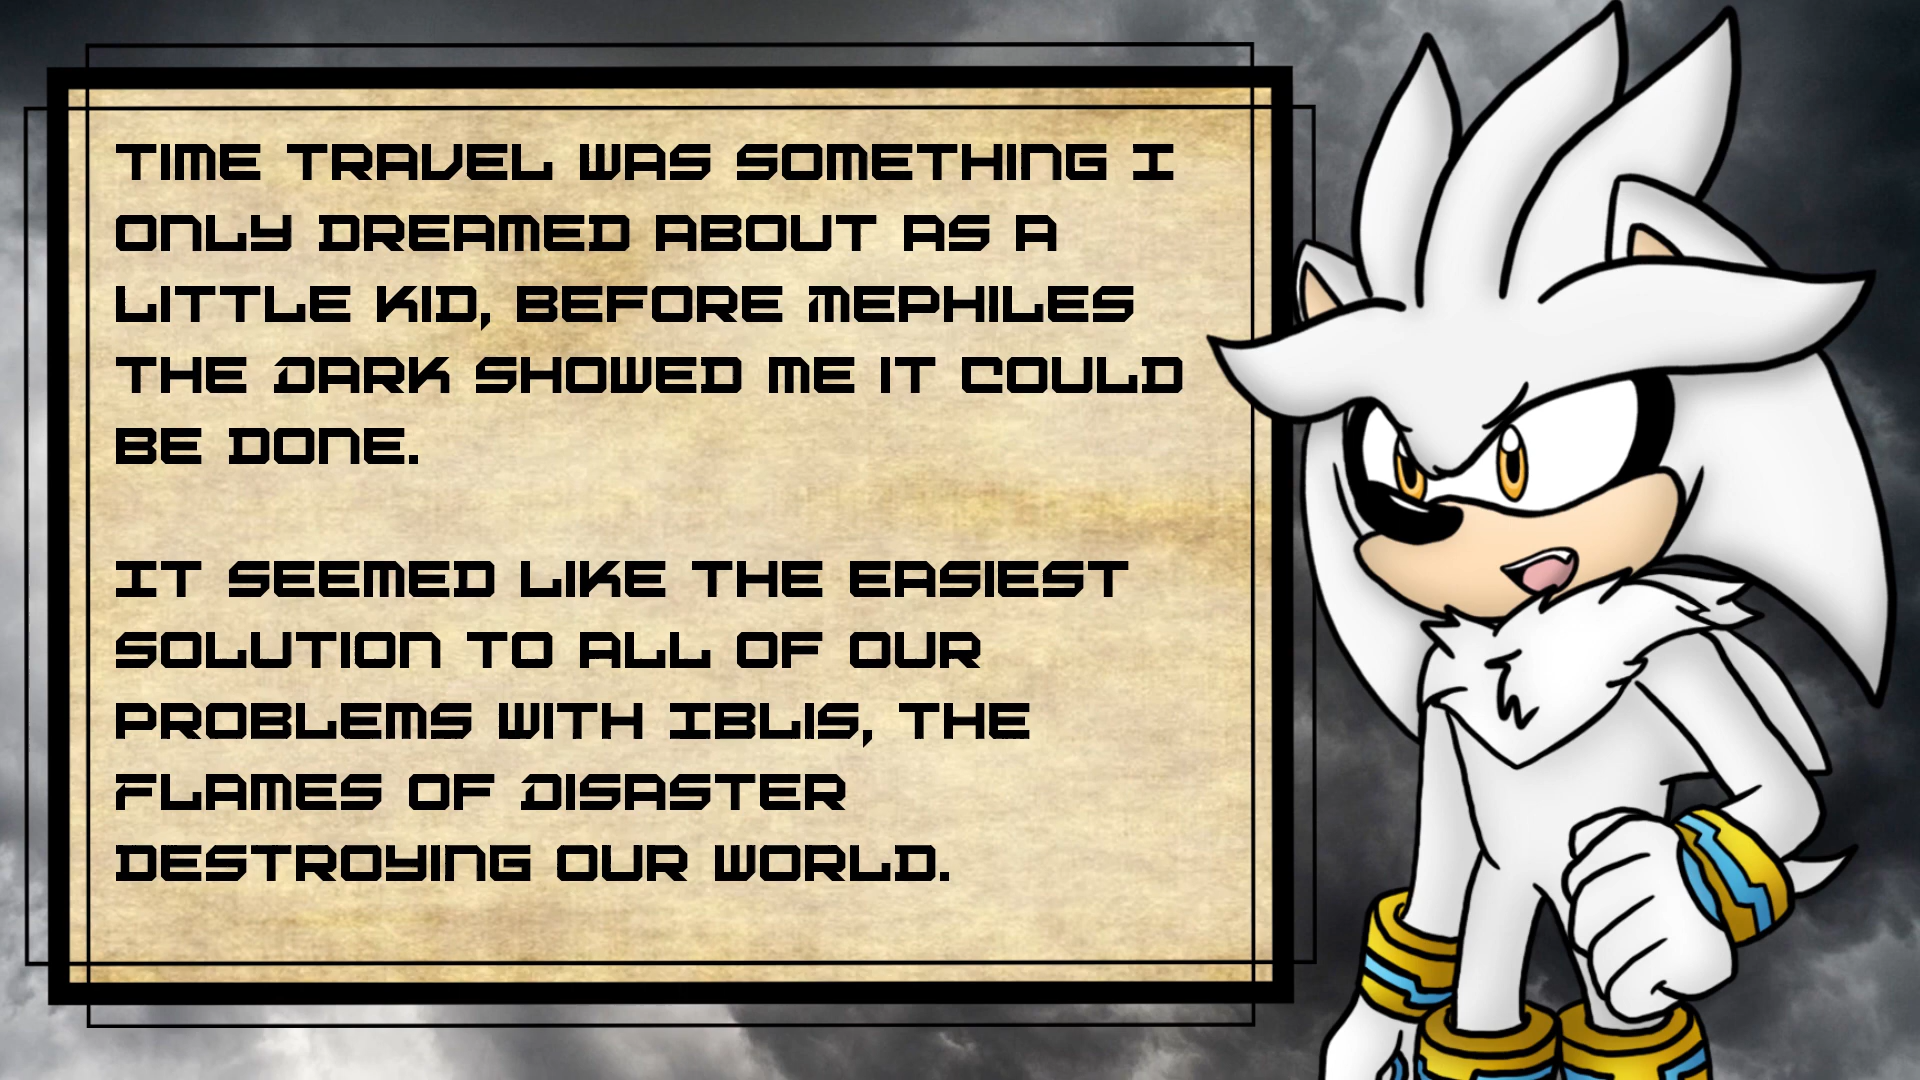 TIME TRAVEL WAS SOMETHING I
ONLY DREAMED ABOUT AS A
LITTLE KID, BEFORE MEPHILES
THE DARK SHOWED ME IT COULD
BE DONE.
IT SEEMED LIKE THE EASIEST
SOLUTION TO ALL OF OUR
PROBLEMS WITH IBLIS, THE
FLAMES OF DISASTER
DESTROYING OUR WORLD.